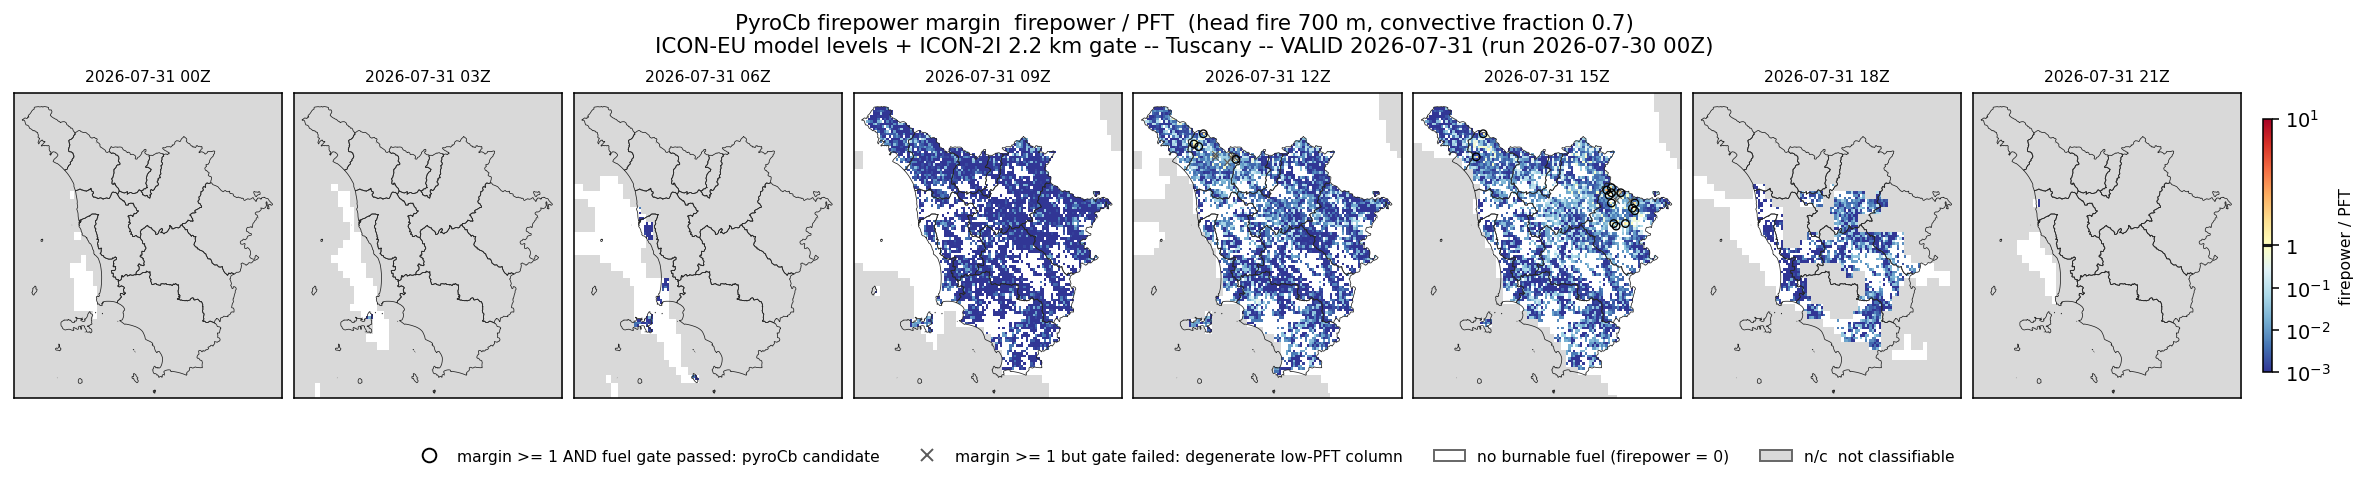 PyroCb firepower margin  firepower / PFT  (head fire 700 m, convective fraction 0.7)
ICON-EU model levels + ICON-2I 2.2 km gate -- Tuscany -- VALID 2026-07-31 (run 2026-07-30 00Z)
2026-07-31 00Z
2026-07-31 03Z
2026-07-31 06Z
2026-07-31 09Z
2026-07-31 12Z
2026-07-31 15Z
2026-07-31 18Z
2026-07-31 21Z
10¹
1
10⁻¹
10⁻²
10⁻³
firepower / PFT
margin >= 1 AND fuel gate passed: pyroCb candidate
margin >= 1 but gate failed: degenerate low-PFT column
no burnable fuel (firepower = 0)
n/c  not classifiable